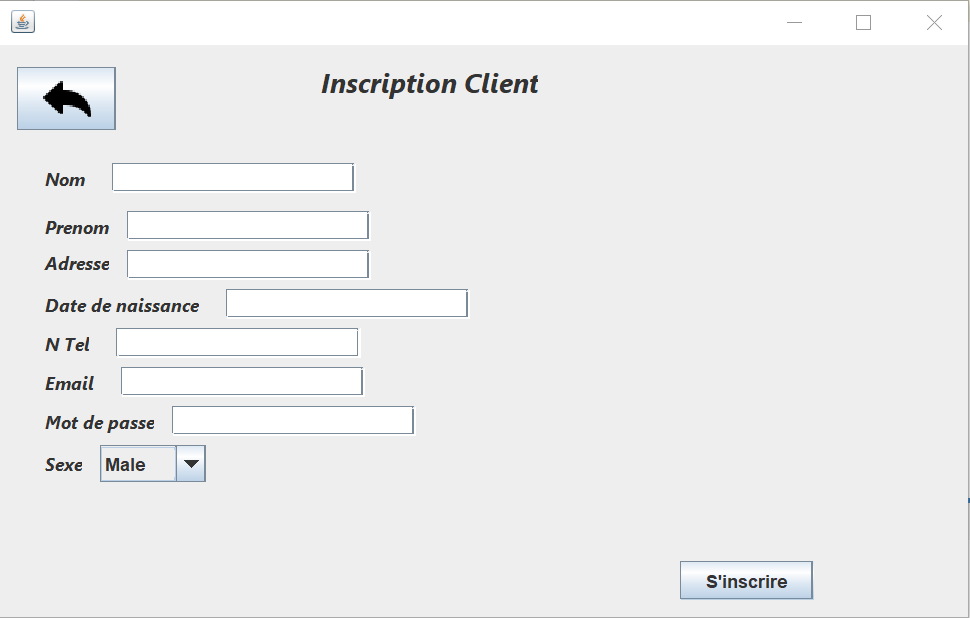 Inscription Client
Nom
Prenom
Adresse
Date de naissance
N Tel
Email
Mot de passe
Sexe Male
S'inscrire